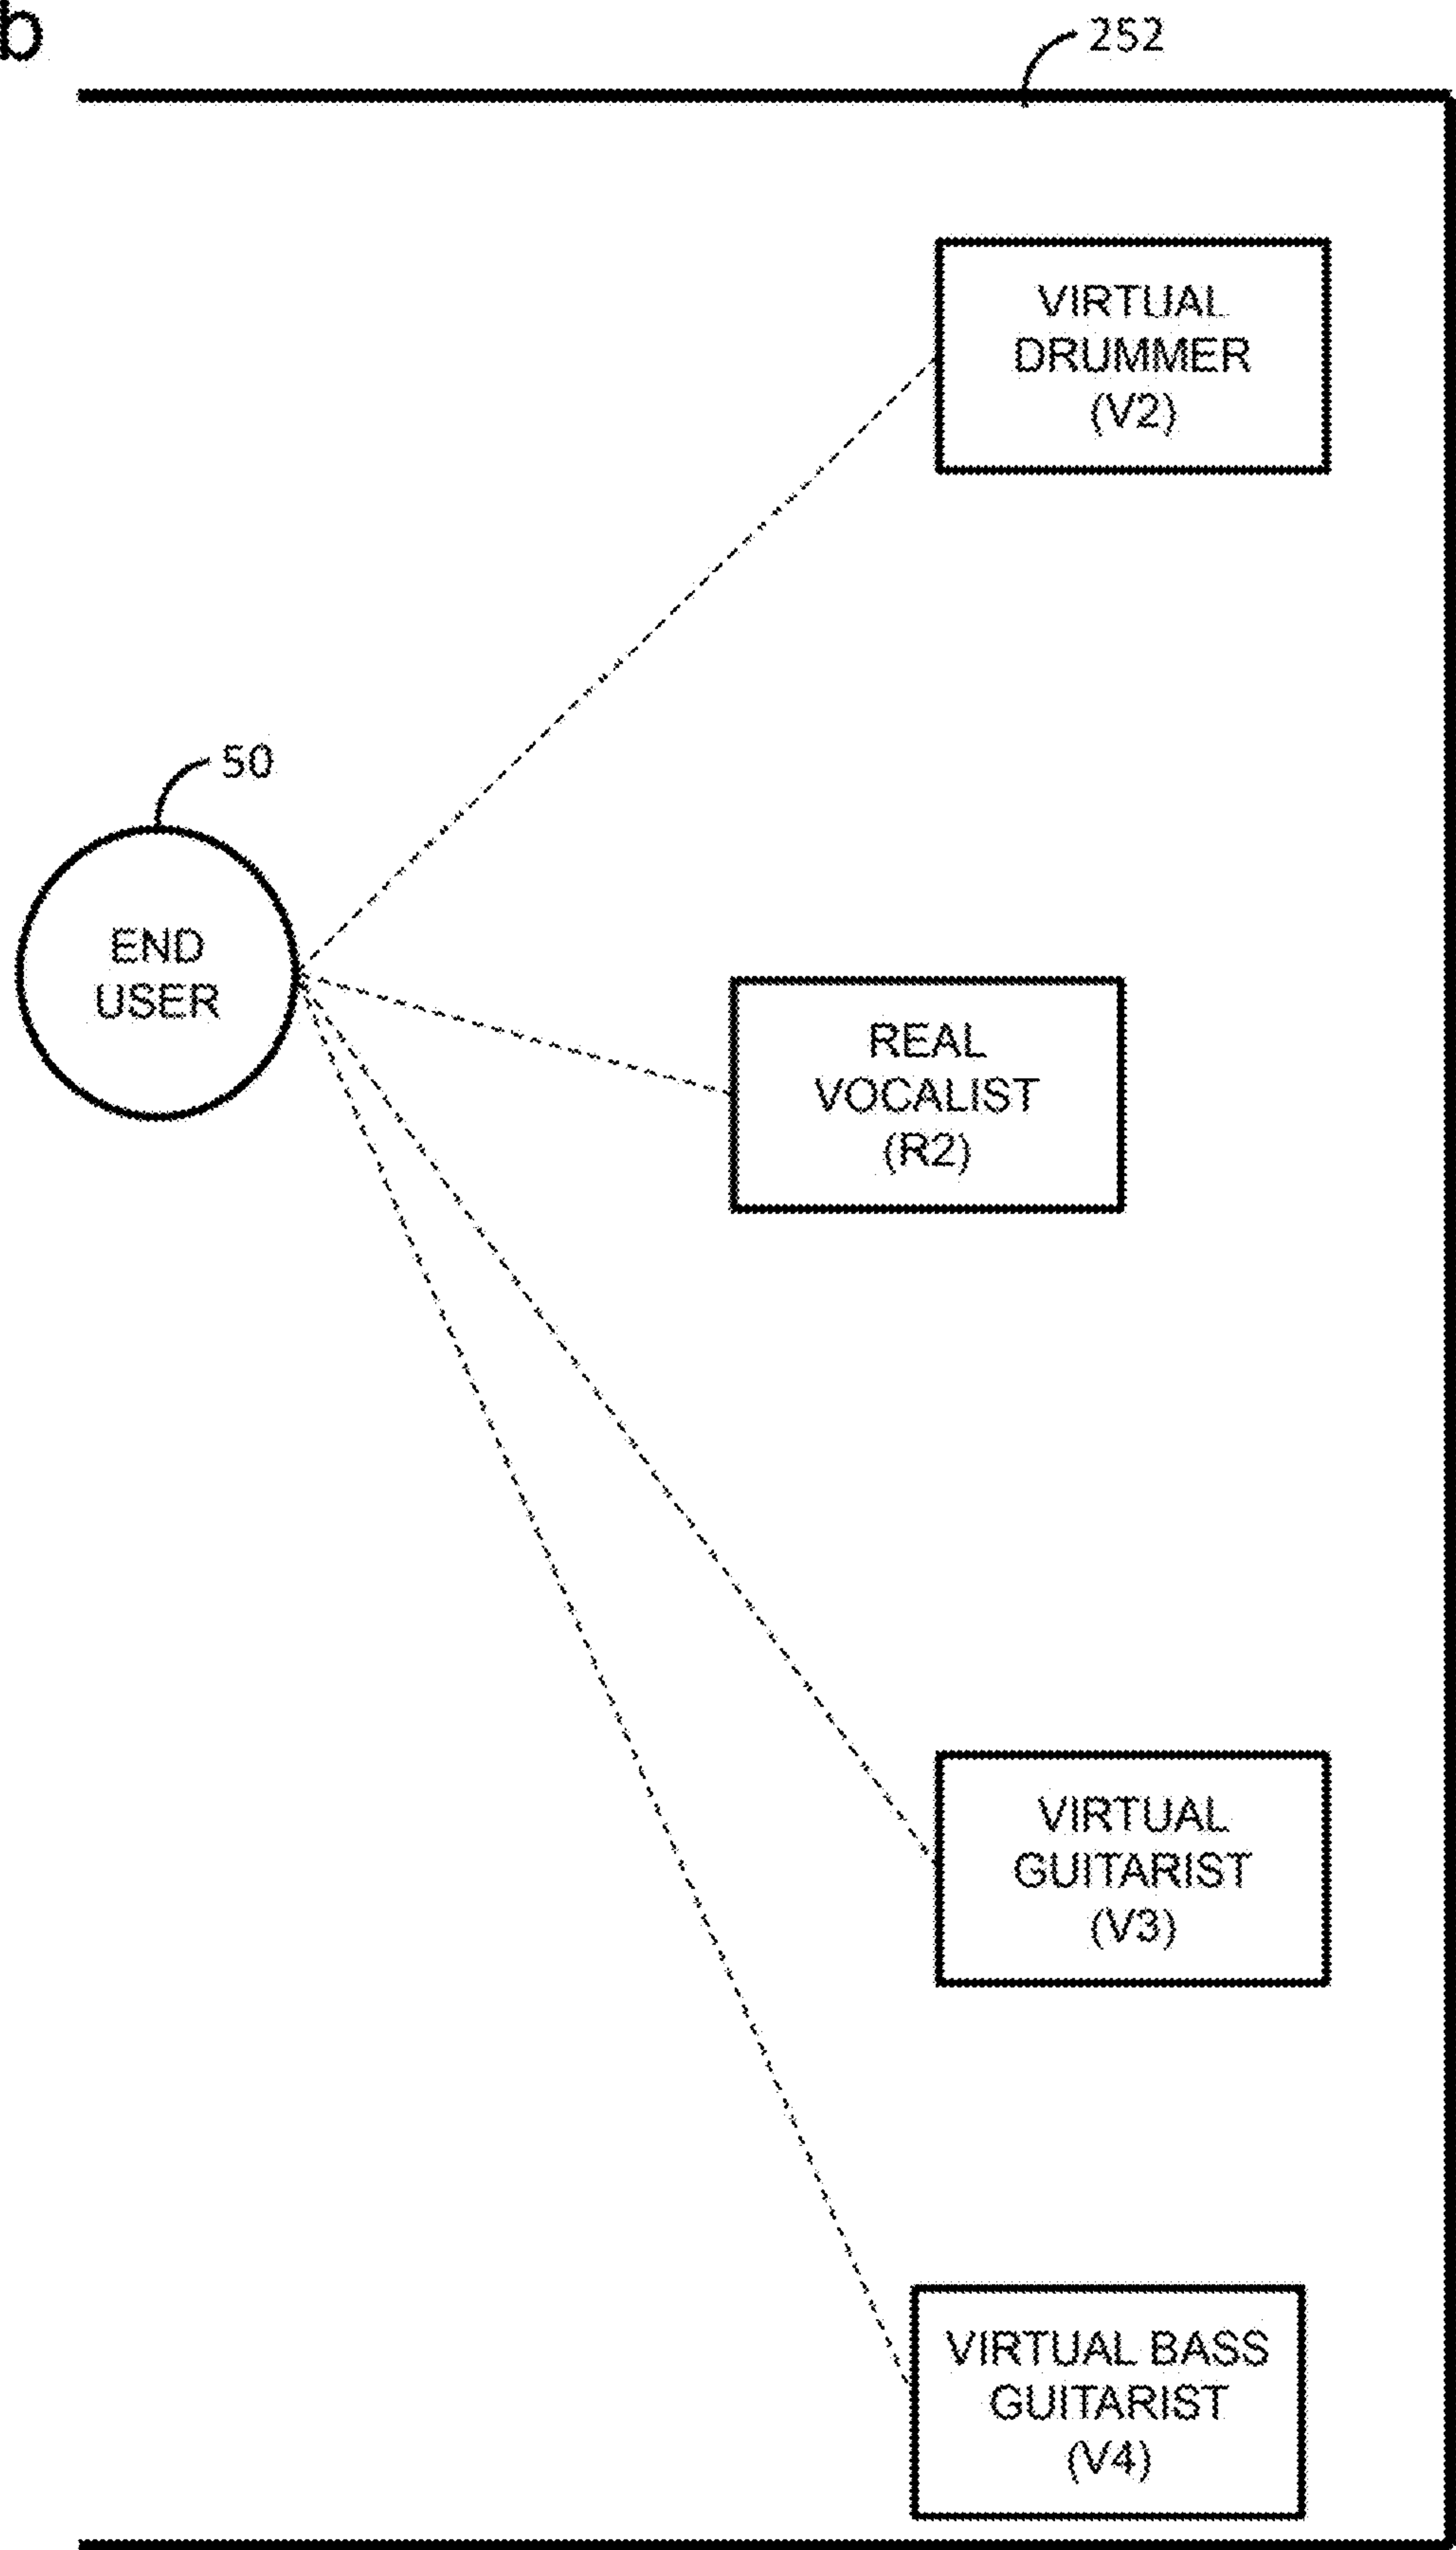 b
252
VIRTUAL
DRUMMER
(V2)
50
END
USER
REAL
VOCALIST
(R2)
VIRTUAL
GUITARIST
(V3)
VIRTUAL BASS
GUITARIST
(V4)